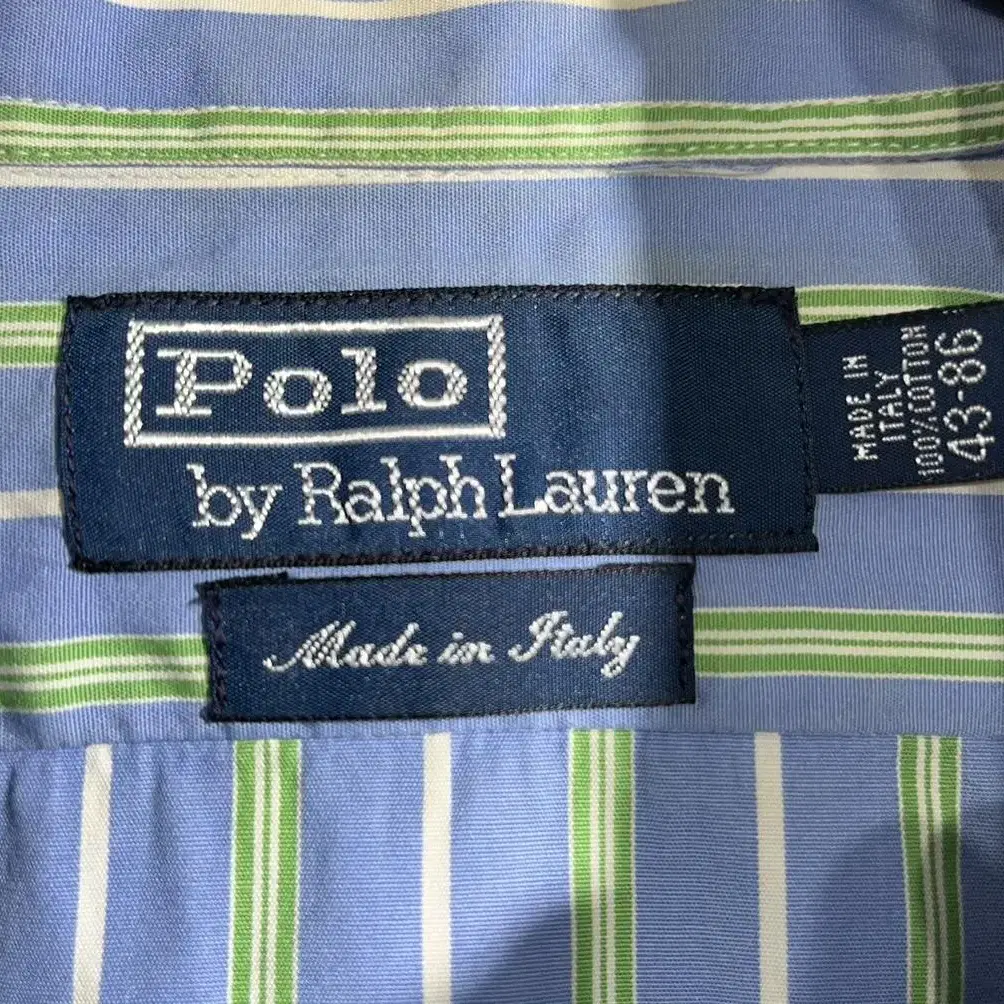 Polo
by Ralph Lauren
Made in Italy
MADE IN
ITALY
100% COTTON
43-86